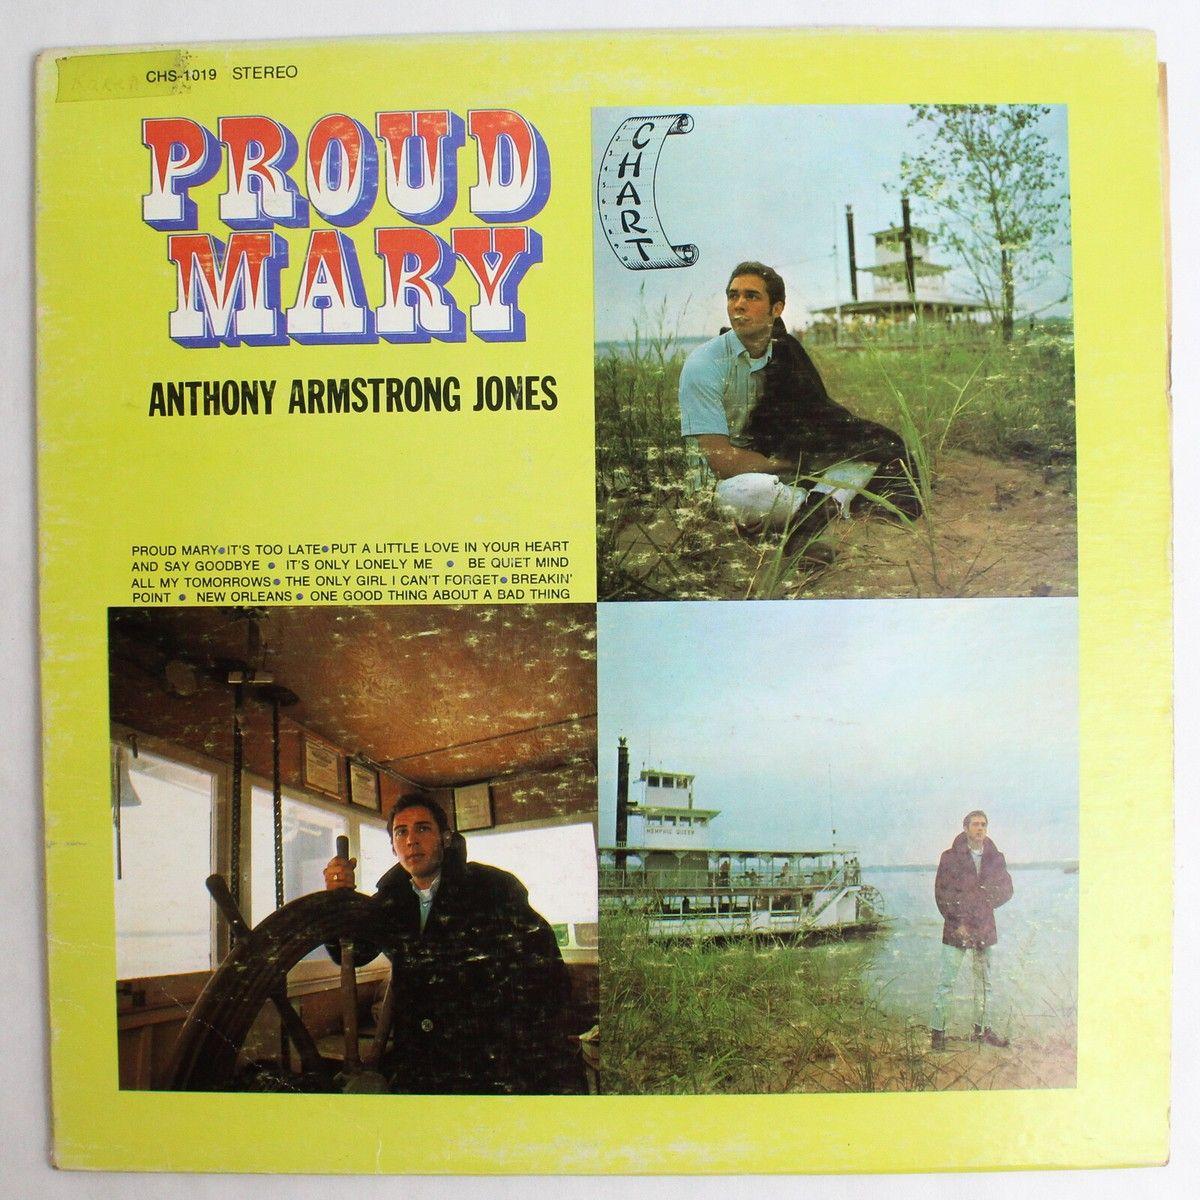 CHS-1019 STEREO
PROUD
MARY
ANTHONY ARMSTRONG JONES
CHART
PROUD MARY•IT'S TOO LATE•PUT A LITTLE LOVE IN YOUR HEART
AND SAY GOODBYE • IT'S ONLY LONELY ME • BE QUIET MIND
ALL MY TOMORROWS•THE ONLY GIRL I CAN'T FORGET•BREAKIN'
POINT • NEW ORLEANS• ONE GOOD THING ABOUT A BAD THING
MEMPHIS QUEEN